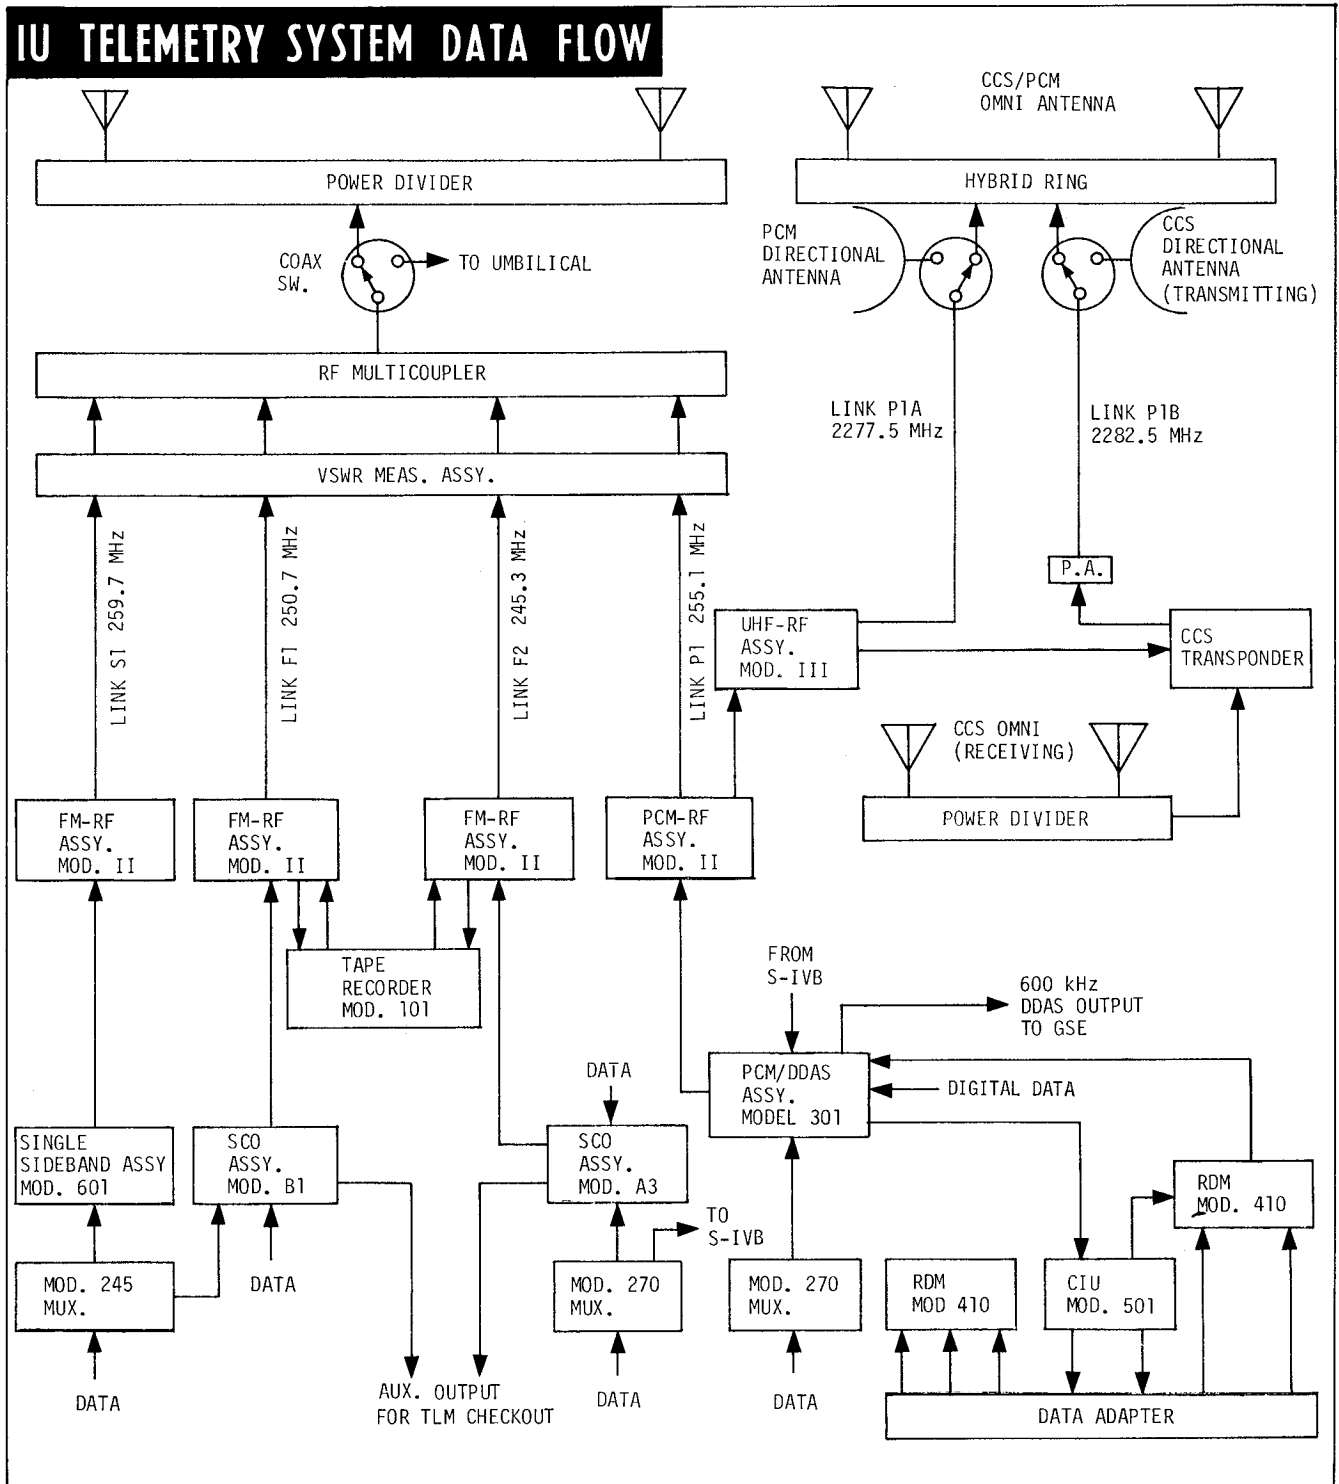 IU TELEMETRY SYSTEM DATA FLOW
CCS/PCM
OMNI ANTENNA
POWER DIVIDER
HYBRID RING
COAX
SW.
TO UMBILICAL
PCM
DIRECTIONAL
ANTENNA
CCS
DIRECTIONAL
ANTENNA
(TRANSMITTING)
RF MULTICOUPLER
LINK P1A
2277.5 MHz
LINK P1B
2282.5 MHz
VSWR MEAS. ASSY.
LINK S1 259.7 MHz
LINK F1 250.7 MHz
LINK F2 245.3 MHz
LINK P1 255.1 MHz
P.A.
UHF-RF
ASSY.
MOD. III
CCS
TRANSPONDER
CCS OMNI
(RECEIVING)
POWER DIVIDER
FM-RF
ASSY.
MOD. II
FM-RF
ASSY.
MOD. II
FM-RF
ASSY.
MOD. II
PCM-RF
ASSY.
MOD. II
TAPE
RECORDER
MOD. 101
FROM
S-IVB
600 kHz
DDAS OUTPUT
TO GSE
DATA
PCM/DDAS
ASSY.
MODEL 301
DIGITAL DATA
SINGLE
SIDEBAND ASSY
MOD. 601
SCO
ASSY.
MOD. B1
SCO
ASSY.
MOD. A3
RDM
MOD. 410
TO
S-IVB
MOD. 245
MUX.
DATA
MOD. 270
MUX.
MOD. 270
MUX.
RDM
MOD 410
CIU
MOD. 501
DATA
AUX. OUTPUT
FOR TLM CHECKOUT
DATA
DATA
DATA ADAPTER